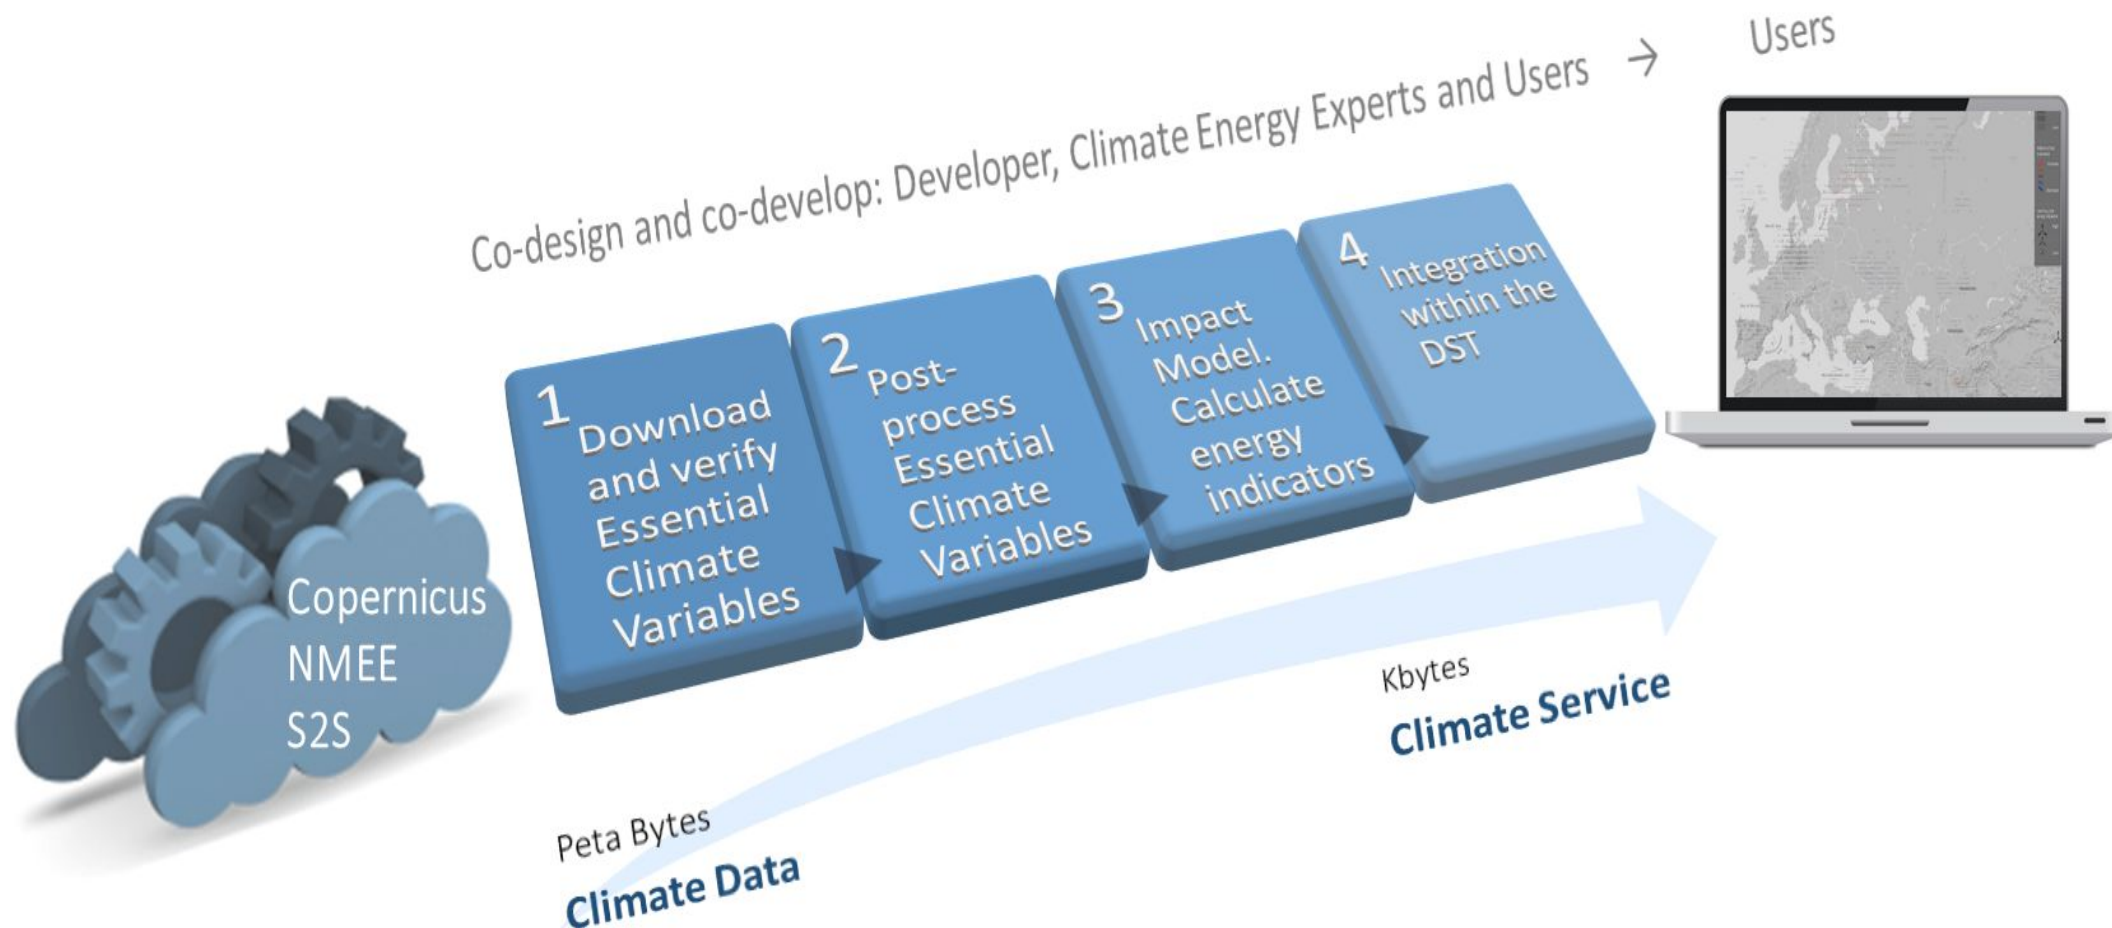 Users
Co-design and co-develop: Developer, Climate Energy Experts and Users →
1
Download
and verify
Essential
Climate
Variables
2
Post-
process
Essential
Climate
Variables
3
Impact
Model.
Calculate
energy
indicators
4
Integration
within the
DST
Copernicus
NMEE
S2S
Kbytes
Climate Service
Peta Bytes
Climate Data